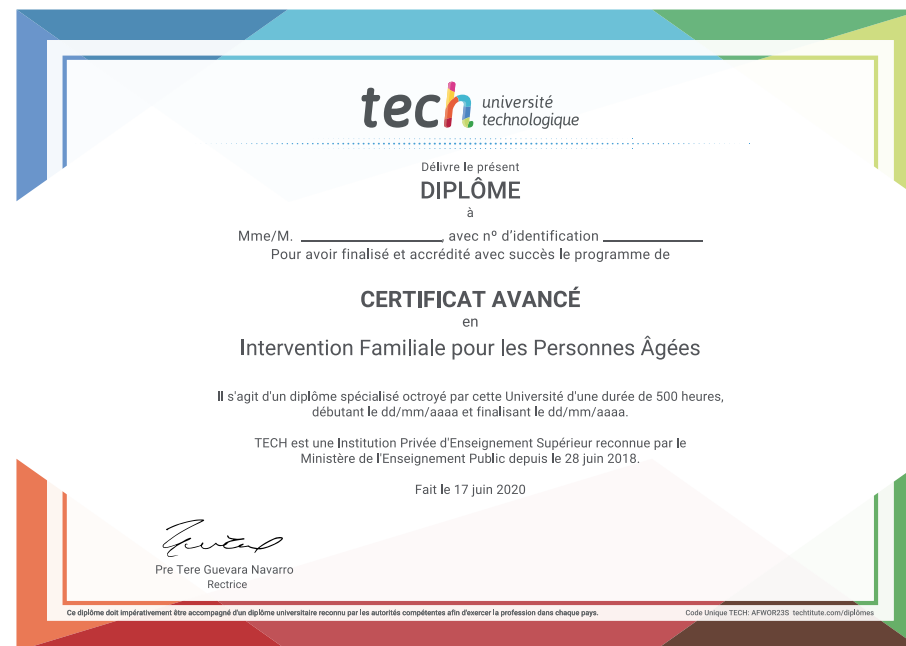 tech université
technologique
Délivre le présent
DIPLÔME
à
Mme/M. ____________________, avec nº d'identification ______________
Pour avoir finalisé et accrédité avec succès le programme de
CERTIFICAT AVANCÉ
en
Intervention Familiale pour les Personnes Âgées
Il s'agit d'un diplôme spécialisé octroyé par cette Université d'une durée de 500 heures,
débutant le dd/mm/aaaa et finalisant le dd/mm/aaaa.
TECH est une Institution Privée d'Enseignement Supérieur reconnue par le
Ministère de l'Enseignement Public depuis le 28 juin 2018.
Fait le 17 juin 2020
Pre Tere Guevara Navarro
Rectrice
Ce diplôme doit impérativement être accompagné d'un diplôme universitaire reconnu par les autorités compétentes afin d'exercer la profession dans chaque pays.
Code Unique TECH: AFWOR23S techtitute.com/diplômes